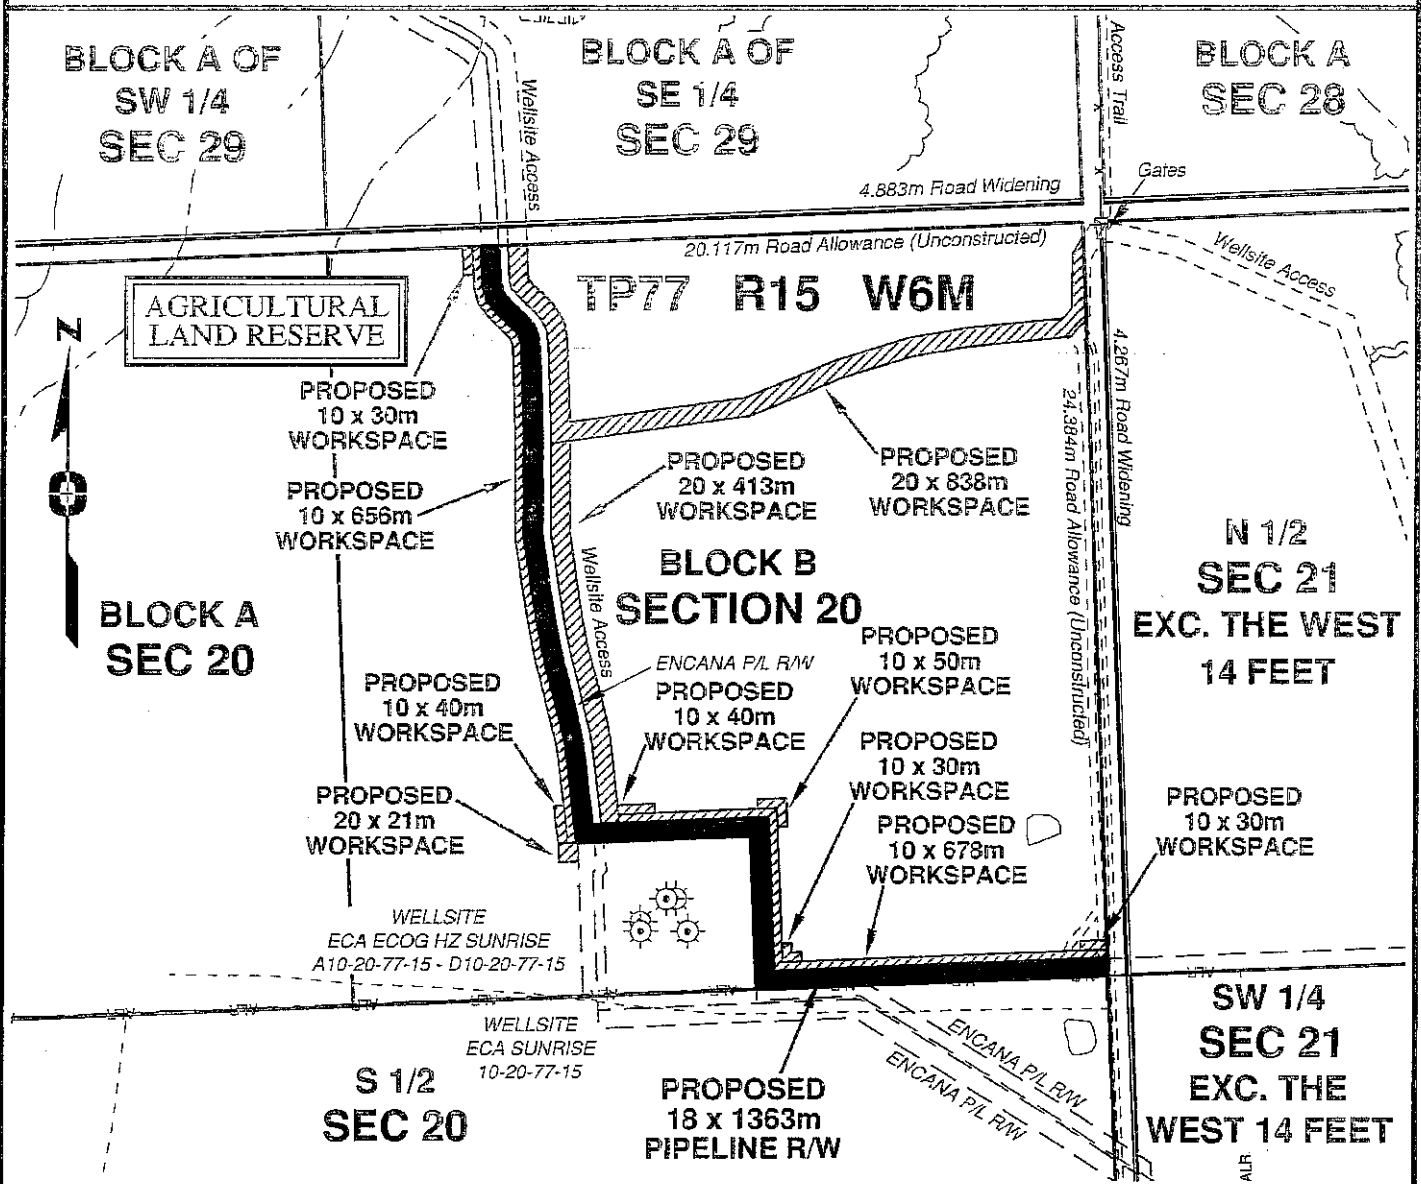 BLOCK A OF
SW 1/4
SEC 29
BLOCK A OF
SE 1/4
SEC 29
BLOCK A
SEC 28
Wellsite Access
Access Trail
Gates
4.883m Road Widening
20.117m Road Allowance (Unconstructed)
Wellsite Access
TP77 R15 W6M
AGRICULTURAL
LAND RESERVE
N
PROPOSED
10 x 30m
WORKSPACE
PROPOSED
10 x 656m
WORKSPACE
PROPOSED
20 x 413m
WORKSPACE
PROPOSED
20 x 838m
WORKSPACE
24.384m Road Allowance (Unconstructed)
4.267m Road Widening
BLOCK B
SECTION 20
Wellsite Access
ENCANA P/L R/W
BLOCK A
SEC 20
N 1/2
SEC 21
EXC. THE WEST
14 FEET
PROPOSED
10 x 40m
WORKSPACE
PROPOSED
10 x 40m
WORKSPACE
PROPOSED
10 x 50m
WORKSPACE
PROPOSED
10 x 30m
WORKSPACE
PROPOSED
20 x 21m
WORKSPACE
PROPOSED
10 x 678m
WORKSPACE
PROPOSED
10 x 30m
WORKSPACE
WELLSITE
ECA ECOG HZ SUNRISE
A10-20-77-15 - D10-20-77-15
ALR
ALR
ALR
ALR
ALR
ALR
WELLSITE
ECA SUNRISE
10-20-77-15
S 1/2
SEC 20
PROPOSED
18 x 1363m
PIPELINE R/W
ENCANA P/L R/W
ENCANA P/L R/W
SW 1/4
SEC 21
EXC. THE
WEST 14 FEET
ALR